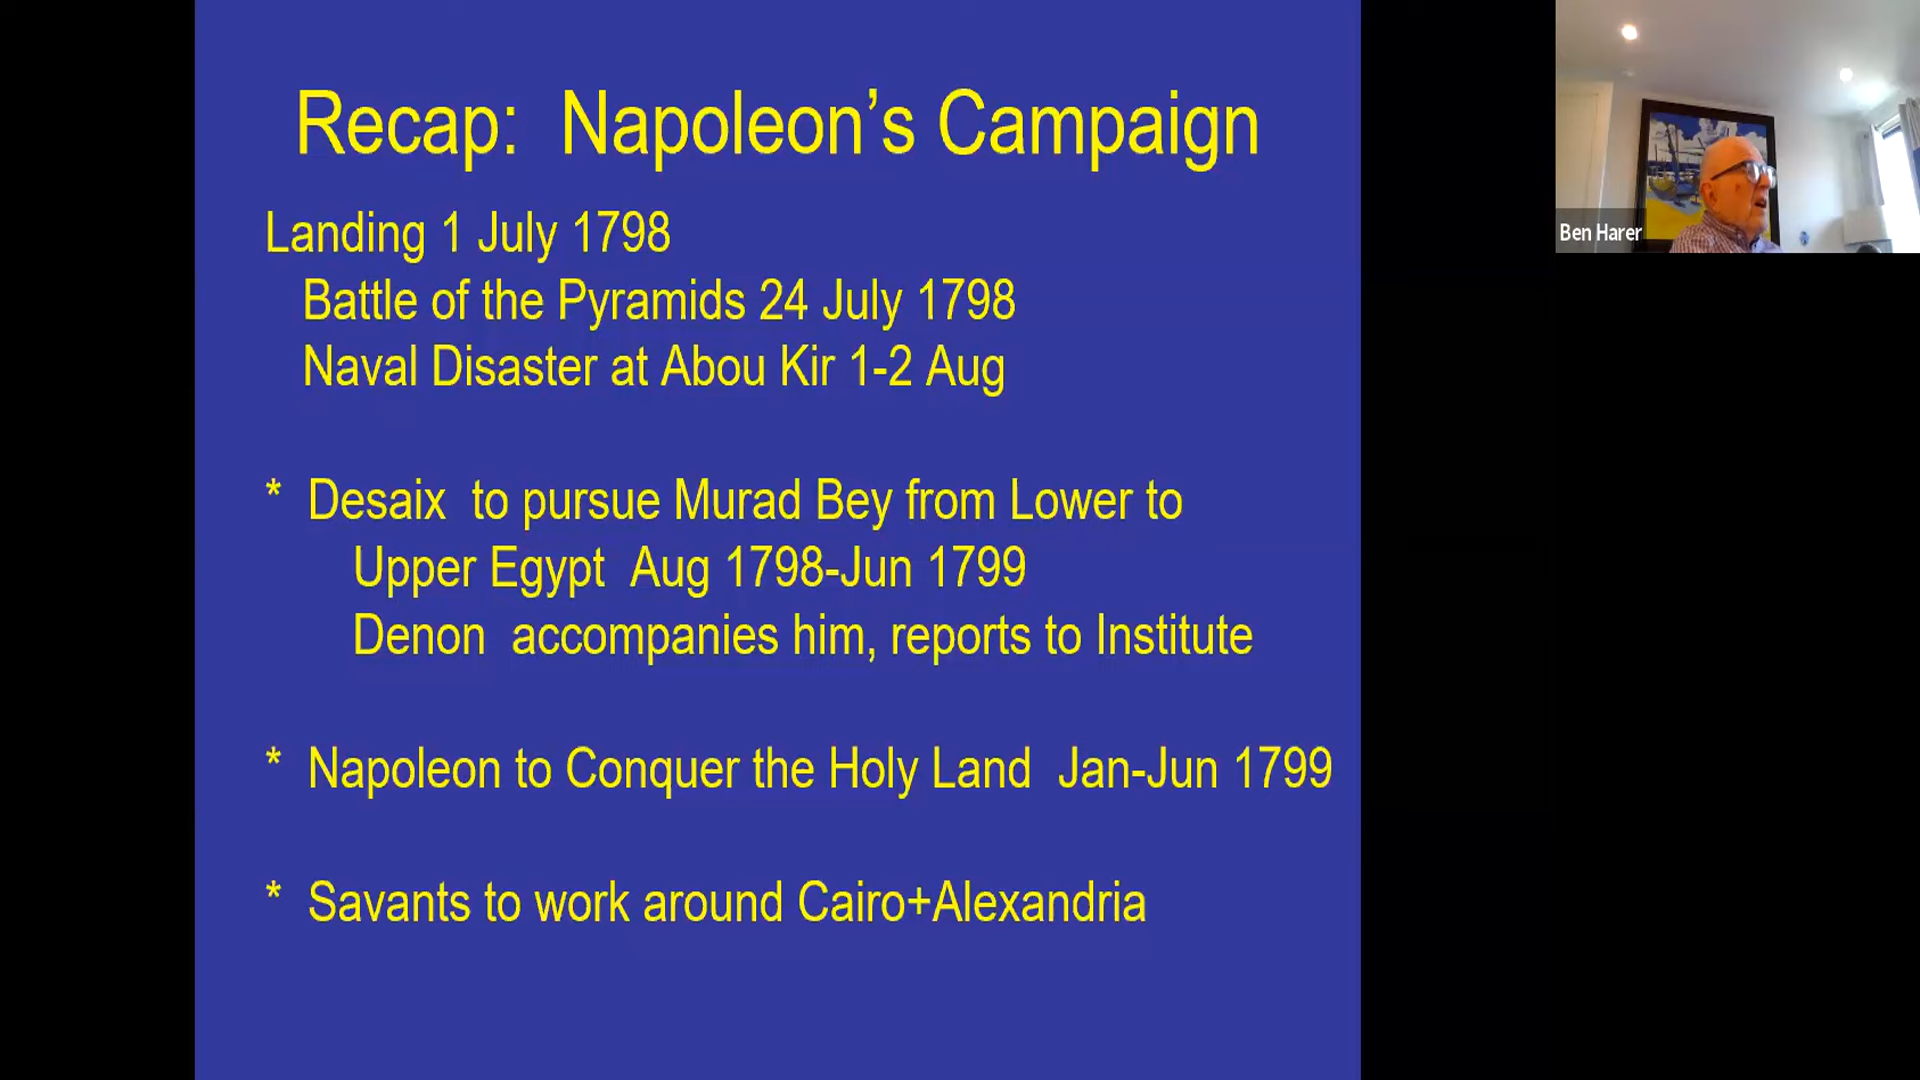 Recap: Napoleon’s Campaign
Landing 1 July 1798
Battle of the Pyramids 24 July 1798
Naval Disaster at Abou Kir 1-2 Aug
* Desaix to pursue Murad Bey from Lower to
Upper Egypt Aug 1798-Jun 1799
Denon accompanies him, reports to Institute
* Napoleon to Conquer the Holy Land Jan-Jun 1799
* Savants to work around Cairo+Alexandria
Ben Harer